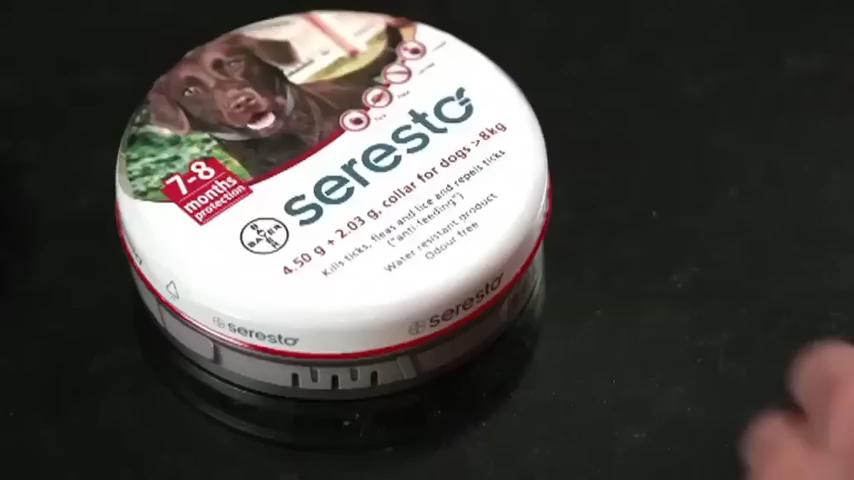 seresto
7-8
months
protection
BAYER
4.50 g + 2.03 g, collar for dogs >8kg
Kills ticks, fleas and lice and repels ticks
("anti-feeding")
Water resistant product
Odour free
seresto
seresto